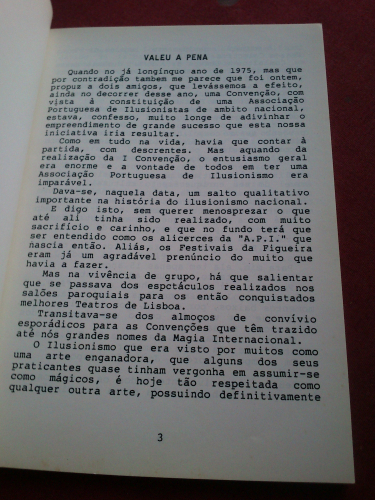 VALEU A PENA
Quando no já longínquo ano de 1975, mas que
por contradição tambem me parece que foi ontem,
propuz a dois amigos, que levássemos a efeito,
ainda no decorrer desse ano, uma Convenção, com
vista à constituição de uma Associação
Portuguesa de Ilusionistas de ambito nacional,
estava, confesso, muito longe de adivinhar o
empreendimento de grande sucesso que esta nossa
iniciativa iria resultar.
Como em tudo na vida, havia que contar à
partida, com descrentes. Mas aquando da
realização da I Convenção, o entusiasmo geral
era enorme e a vontade de todos em ter uma
Associação Portuguesa de Ilusionismo era
imparável.
Dava-se, naquela data, um salto qualitativo
importante na história do ilusionismo nacional.
E digo isto, sem querer menosprezar o que
até ali tinha sido realizado, com muito
sacrifício e carinho, e que no fundo terá que
ser entendido como os alicerces da "A.P.I." que
nascia então. Aliás, os Festivais da Figueira
eram já um agradável prenúncio do muito que
havia a fazer.
Mas na vivência de grupo, há que salientar
que se passava dos espctáculos realizados nos
salões paroquiais para os então conquistados
melhores Teatros de Lisboa.
Transitava-se dos almoços de convívio
esporádicos para as Convenções que têm trazido
até nós grandes nomes da Magia Internacional.
O Ilusionismo que era visto por muitos como
uma arte enganadora, que alguns dos seus
praticantes quase tinham vergonha em assumir-se
como mágicos, é hoje tão respeitada como
qualquer outra arte, possuindo definitivamente
3